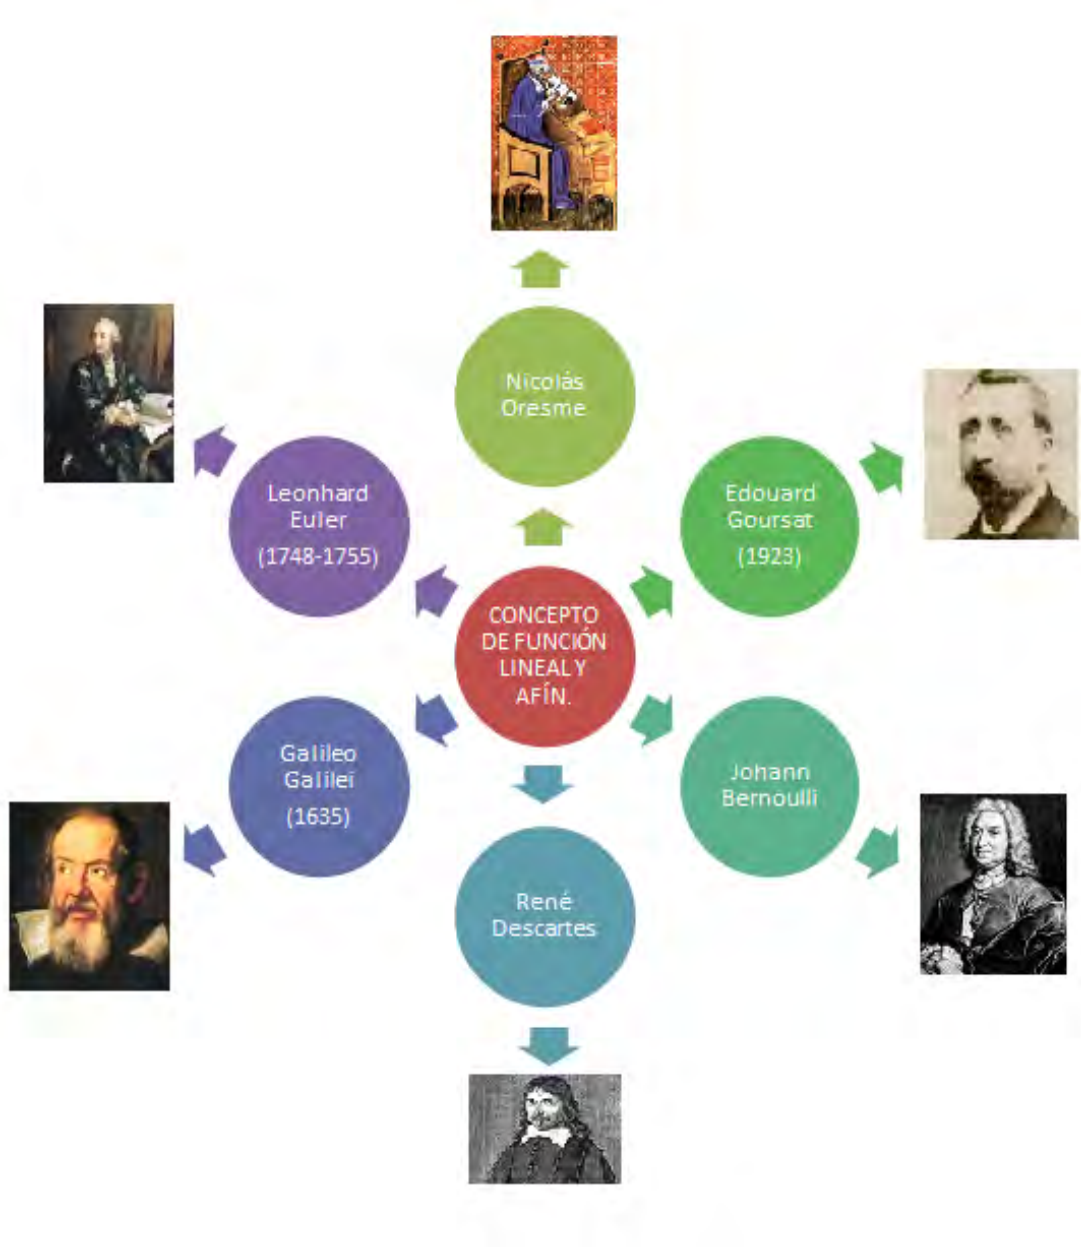 Nicolás
Oresme
Leonhard
Euler
(1748-1755)
Edouard
Goursat
(1923)
CONCEPTO
DE FUNCIÓN
LINEAL Y
AFÍN.
Galileo
Galilei
(1635)
Johann
Bernoulli
René
Descartes